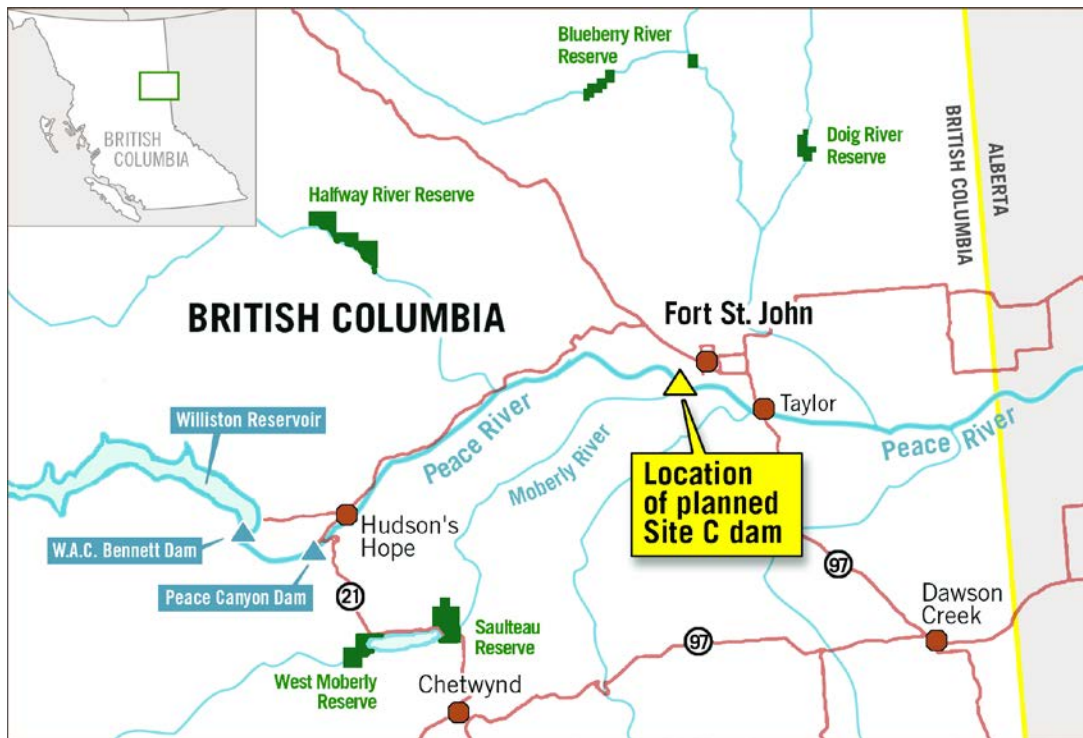 BRITISH
COLUMBIA
Blueberry River
Reserve
Doig River
Reserve
ALBERTA
BRITISH COLUMBIA
Halfway River Reserve
BRITISH COLUMBIA
Fort St. John
Williston Reservoir
Peace River
Taylor
Peace River
Moberly River
Location
of planned
Site C dam
Hudson's
Hope
W.A.C. Bennett Dam
Peace Canyon Dam
21
97
Dawson
Creek
97
Saulteau
Reserve
West Moberly
Reserve
Chetwynd